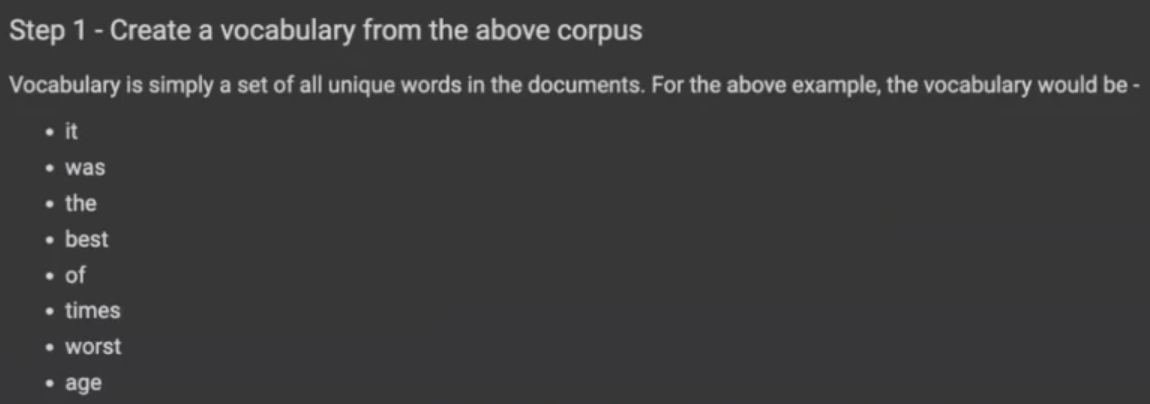 Step 1 - Create a vocabulary from the above corpus
Vocabulary is simply a set of all unique words in the documents. For the above example, the vocabulary would be -
• it
• was
• the
• best
• of
• times
• worst
• age